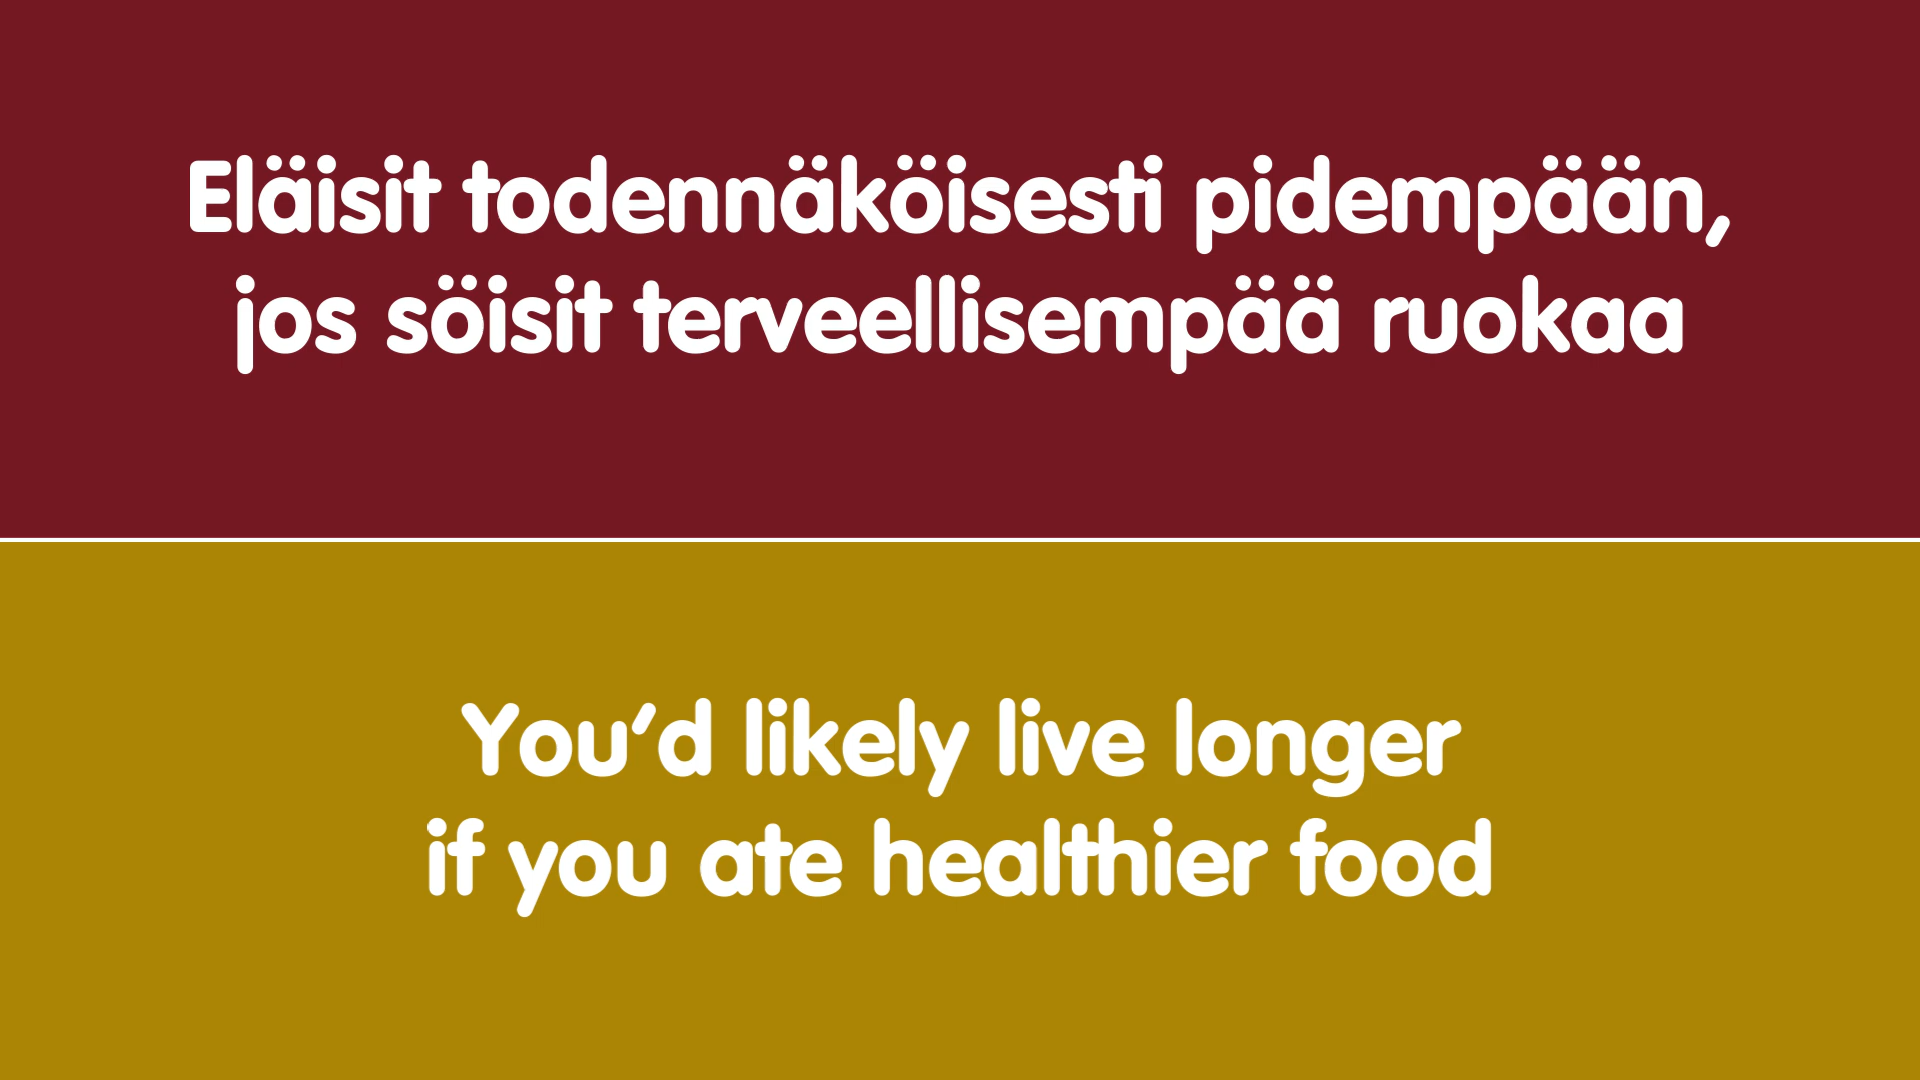 Eläisit todennäköisesti pidempään,
jos söisit terveellisempää ruokaa
You'd likely live longer
if you ate healthier food